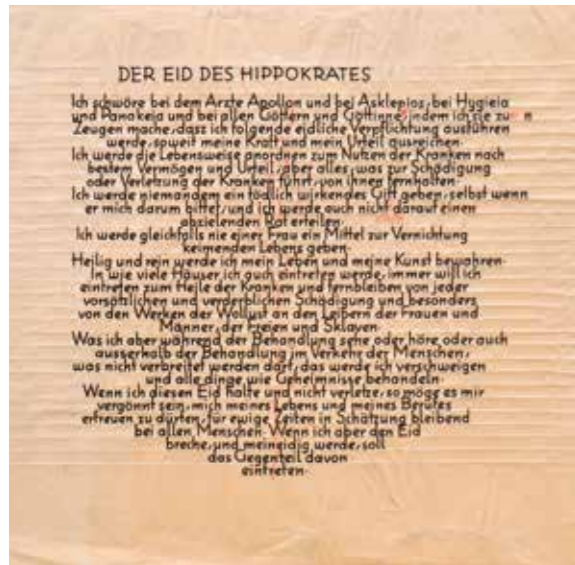 DER EID DES HIPPOKRATES
Ich schwöre bei dem Arzte Apollon und bei Asklepios, bei Hygieia
und Panakeia und bei allen Göttern und Göttinnen indem ich sie zu n
Zeugen mache, dasz ich folgende eidliche Verpflichtung ausführen
werde, soweit meine Kraft und mein Urteil ausreichen·
Ich werde die Lebensweise anordnen zum Nutzen der Kranken nach
bestem Vermögen und Urteil, aber alles, was zur Schädigung
oder Verletzung der Kranken führt, von ihnen fernhalten·
Ich werde niemandem ein tödlich wirkendes Gift geben, selbst wenn
er mich darum bittet, und ich werde auch nicht darauf einen
abzielenden Rat erteilen·
Ich werde gleichfalls nie einer Frau ein Mittel zur Vernichtung
keimenden Lebens geben·
Heilig und rein werde ich mein Leben und meine Kunst bewahren·
In wie viele Häuser ich auch eintreten werde, immer will ich
eintreten zum Heile der Kranken und fernbleiben von jeder
vorsätzlichen und verderblichen Schädigung und besonders
von den Werken der Wollust an den Leibern der Frauen und
Männer, der Freien und Sklaven·
Was ich aber während der Behandlung sehe oder höre, oder auch
ausserhalb der Behandlung im Verkehr der Menschen,
was nicht verbreitet werden darf, das werde ich verschweigen
und alle dinge wie Geheimnisse behandeln·
Wenn ich diesen Eid halte und nicht verletze, so möge es mir
vergönnt sein, mich meines Lebens und meines Berufes
erfreuen zu dürfen, für ewige Zeiten in Schätzung bleibend
bei allen Menschen· Wenn ich aber den Eid
breche, und meineidig werde, soll
das Gegenteil davon
eintreten·